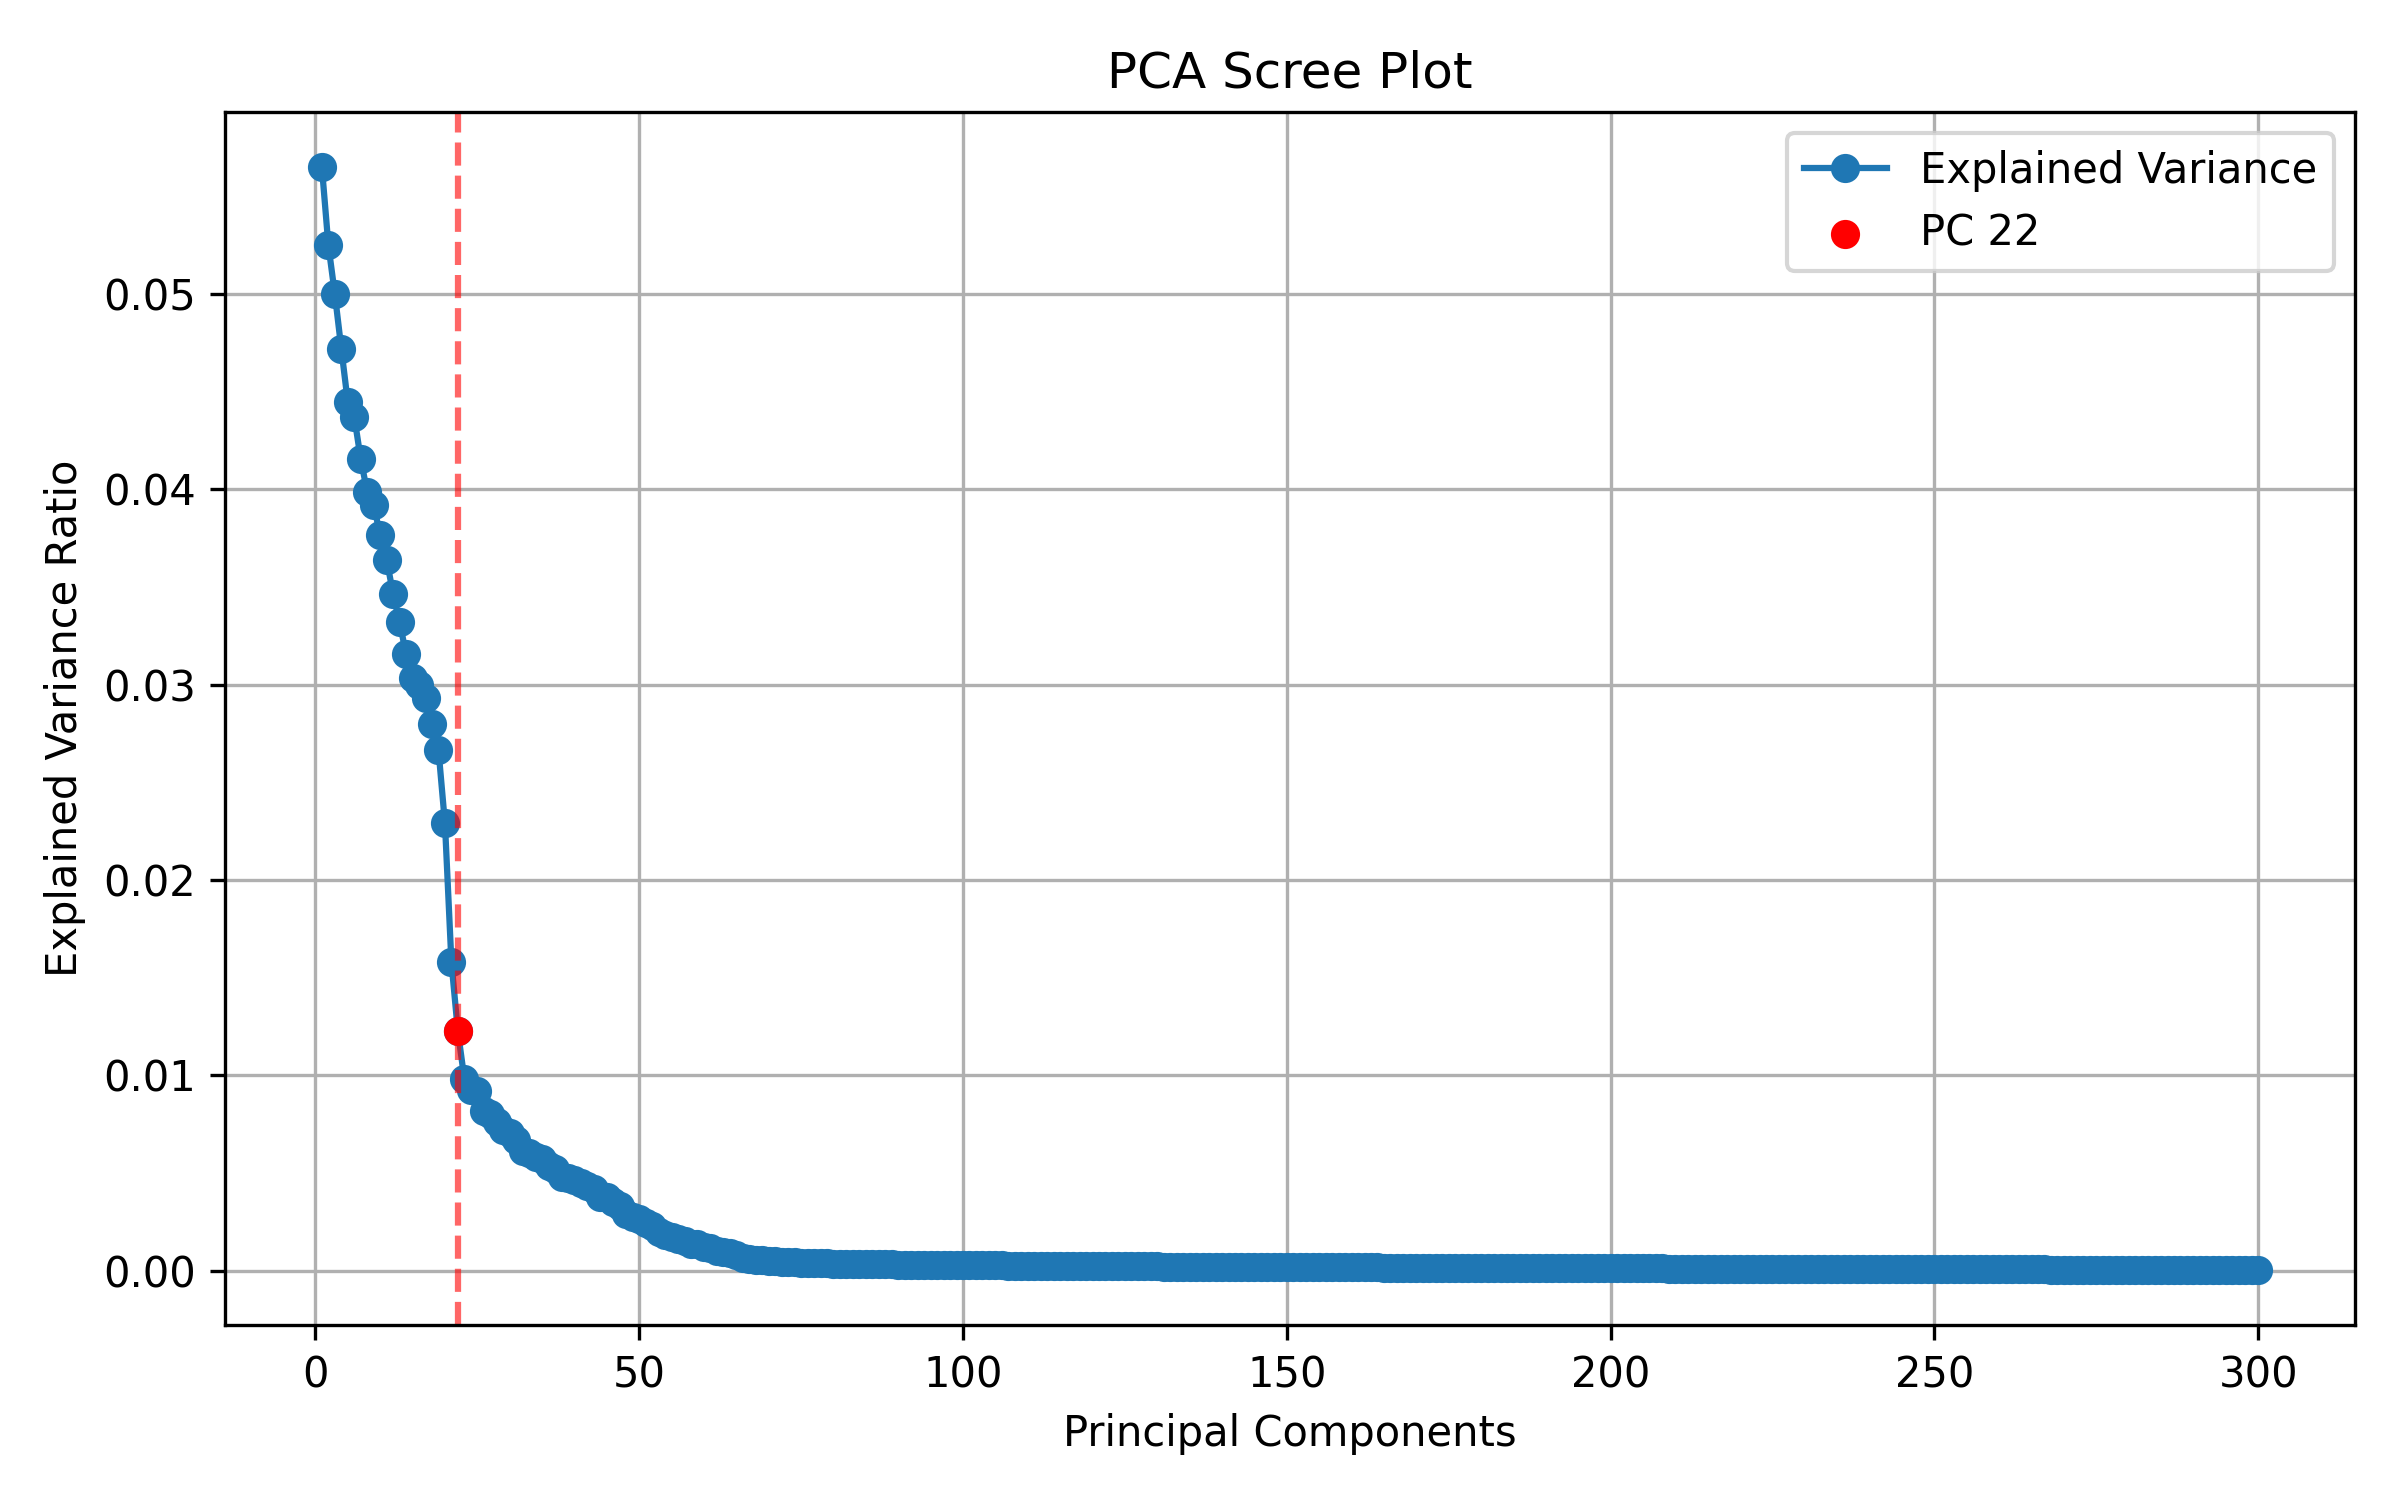 PCA Scree Plot
Explained Variance
PC 22
Explained Variance Ratio
0.05
0.04
0.03
0.02
0.01
0.00
0 50 100 150 200 250 300
Principal Components